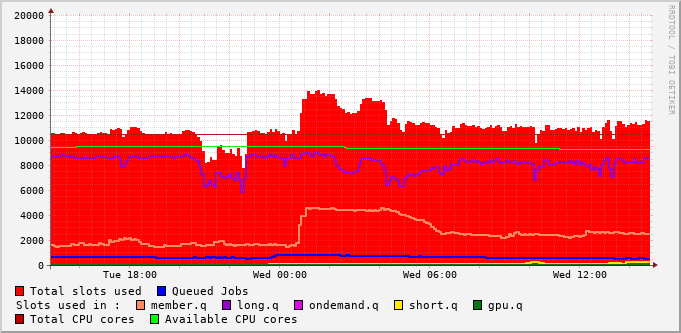 20000
18000
16000
14000
12000
10000
8000
6000
4000
2000
0
Tue 18:00 Wed 00:00 Wed 06:00 Wed 12:00
RRDTOOL / TOBI OETIKER
Total slots used Queued Jobs
Slots used in : member.q long.q ondemand.q short.q gpu.q
Total CPU cores Available CPU cores